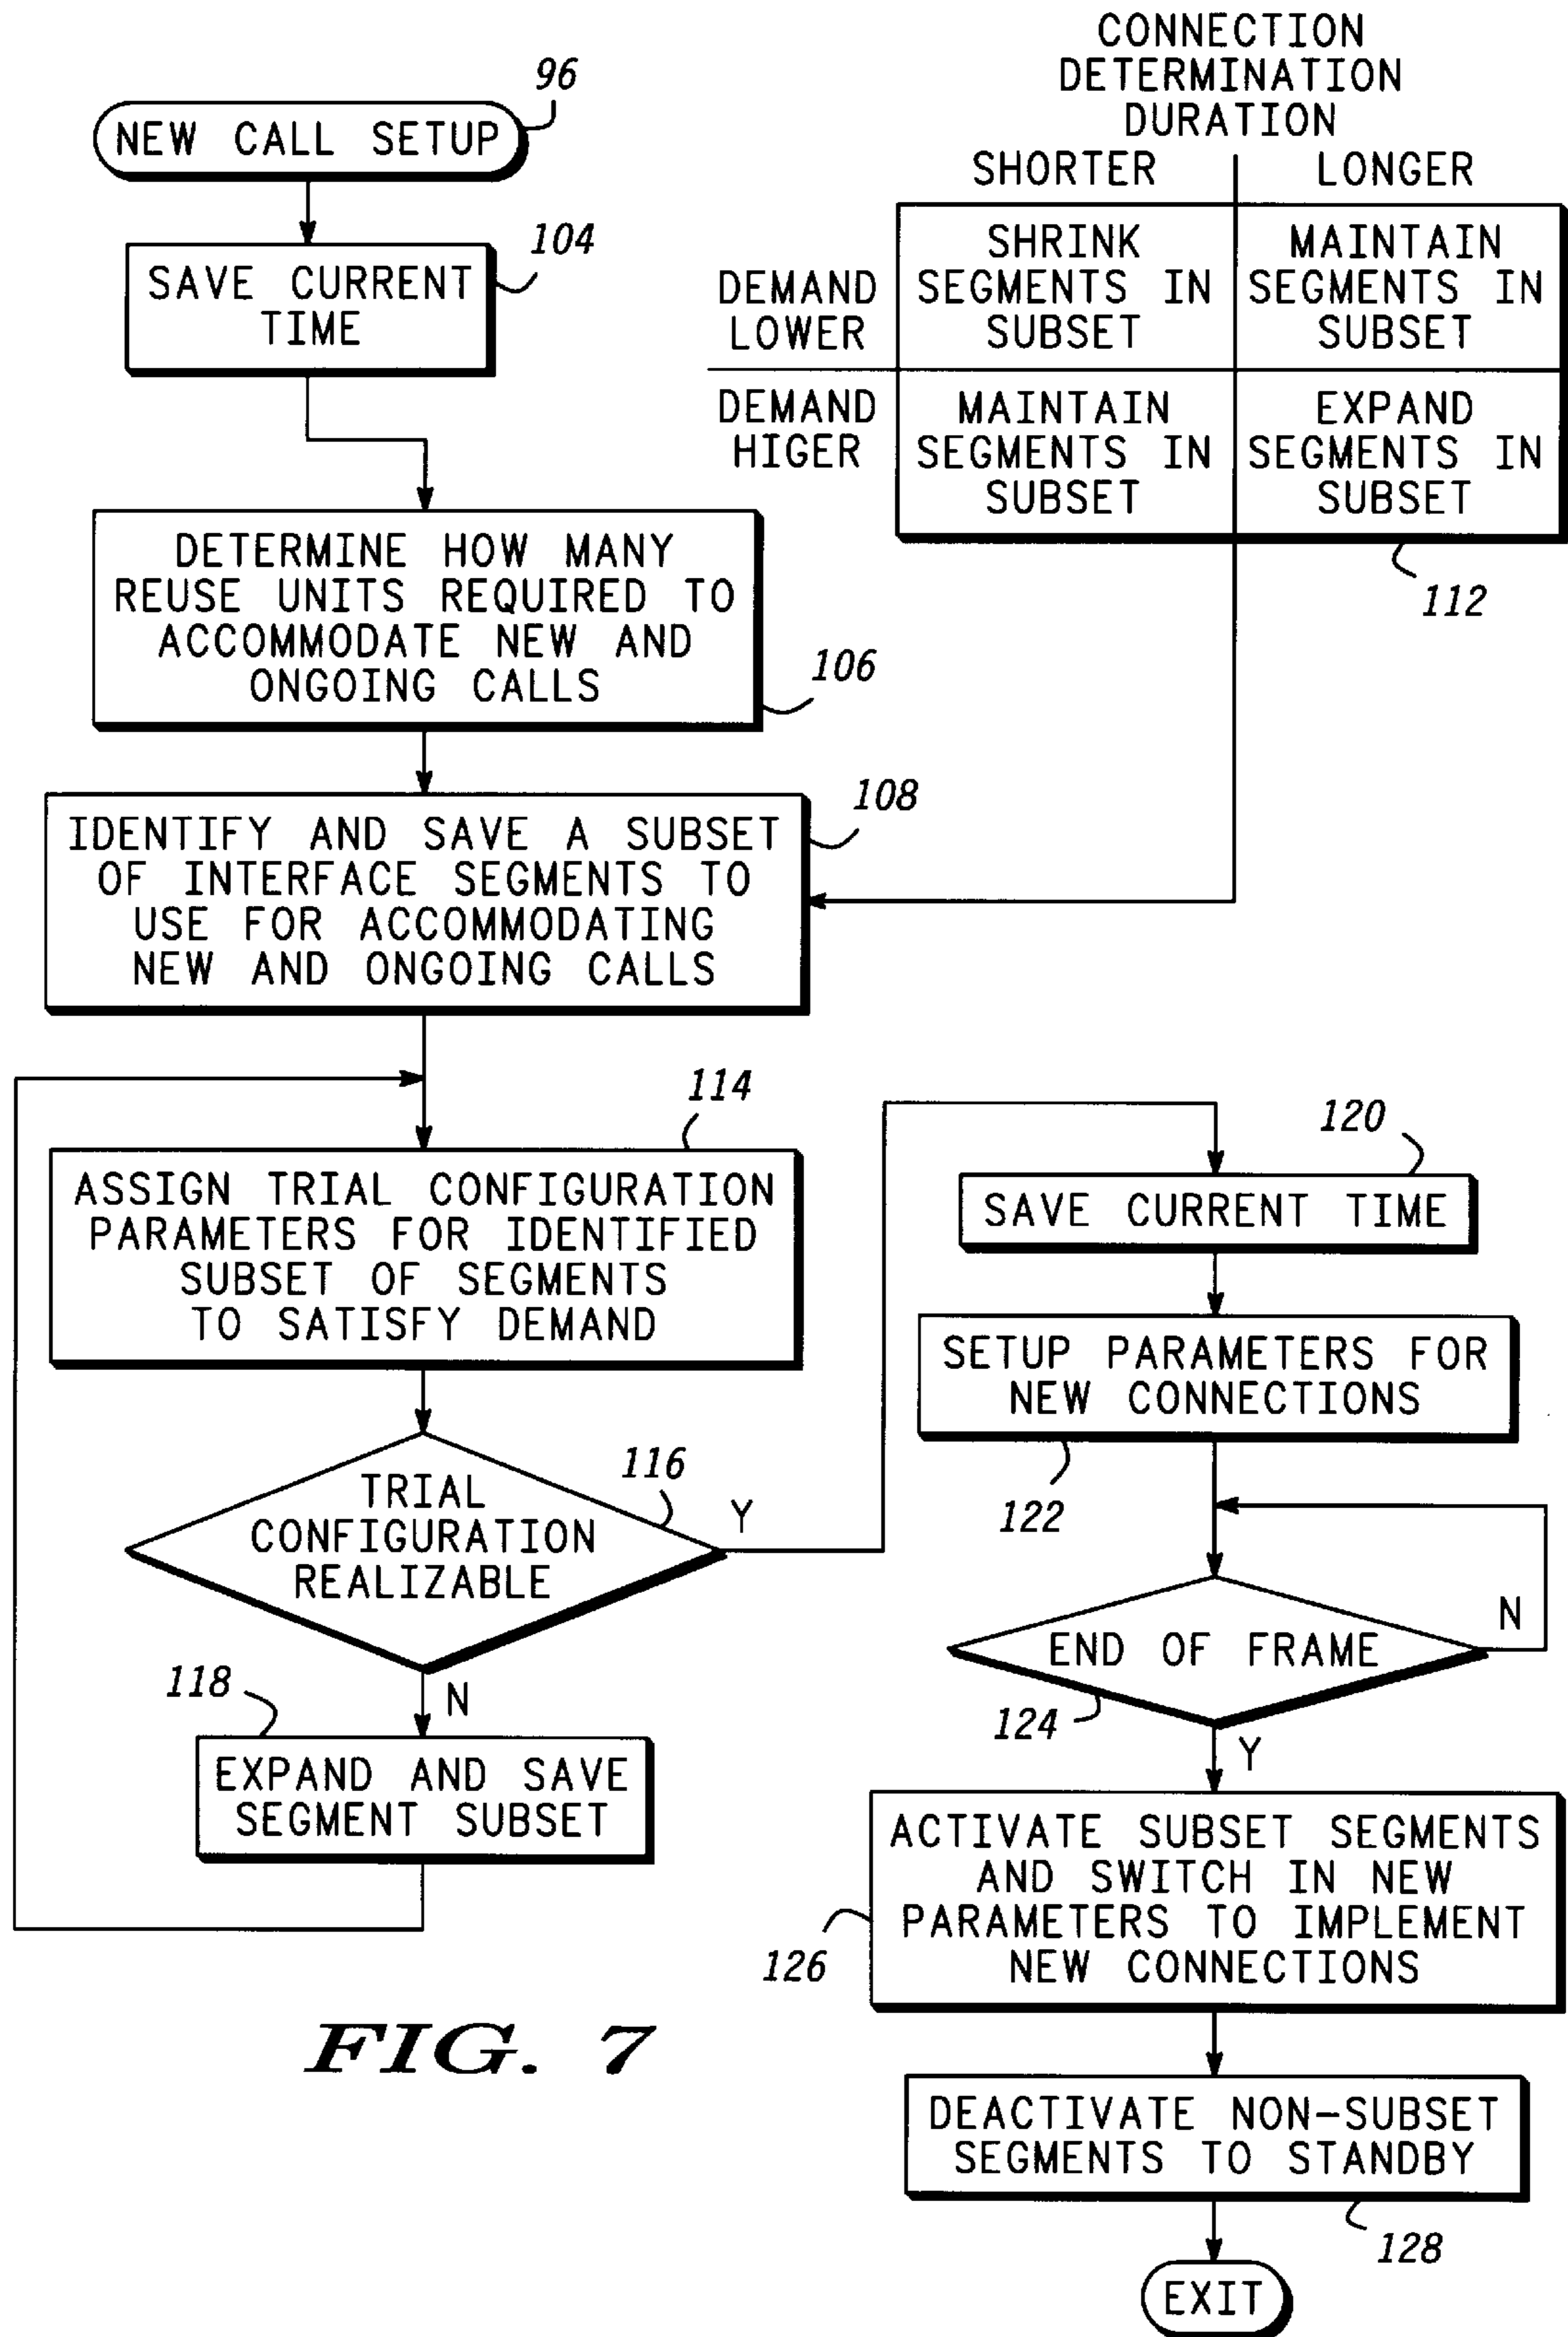 NEW CALL SETUP
96
SAVE CURRENT
TIME
104
DETERMINE HOW MANY
REUSE UNITS REQUIRED TO
ACCOMMODATE NEW AND
ONGOING CALLS
106
IDENTIFY AND SAVE A SUBSET
OF INTERFACE SEGMENTS TO
USE FOR ACCOMMODATING
NEW AND ONGOING CALLS
108
CONNECTION
DETERMINATION
DURATION
SHORTER
LONGER
DEMAND
LOWER
SHRINK
SEGMENTS IN
SUBSET
MAINTAIN
SEGMENTS IN
SUBSET
DEMAND
HIGER
MAINTAIN
SEGMENTS IN
SUBSET
EXPAND
SEGMENTS IN
SUBSET
112
114
ASSIGN TRIAL CONFIGURATION
PARAMETERS FOR IDENTIFIED
SUBSET OF SEGMENTS
TO SATISFY DEMAND
TRIAL
CONFIGURATION
REALIZABLE
116
Y
N
118
EXPAND AND SAVE
SEGMENT SUBSET
120
SAVE CURRENT TIME
SETUP PARAMETERS FOR
NEW CONNECTIONS
122
END OF FRAME
N
124
Y
ACTIVATE SUBSET SEGMENTS
AND SWITCH IN NEW
PARAMETERS TO IMPLEMENT
NEW CONNECTIONS
126
DEACTIVATE NON-SUBSET
SEGMENTS TO STANDBY
128
EXIT
FIG. 7